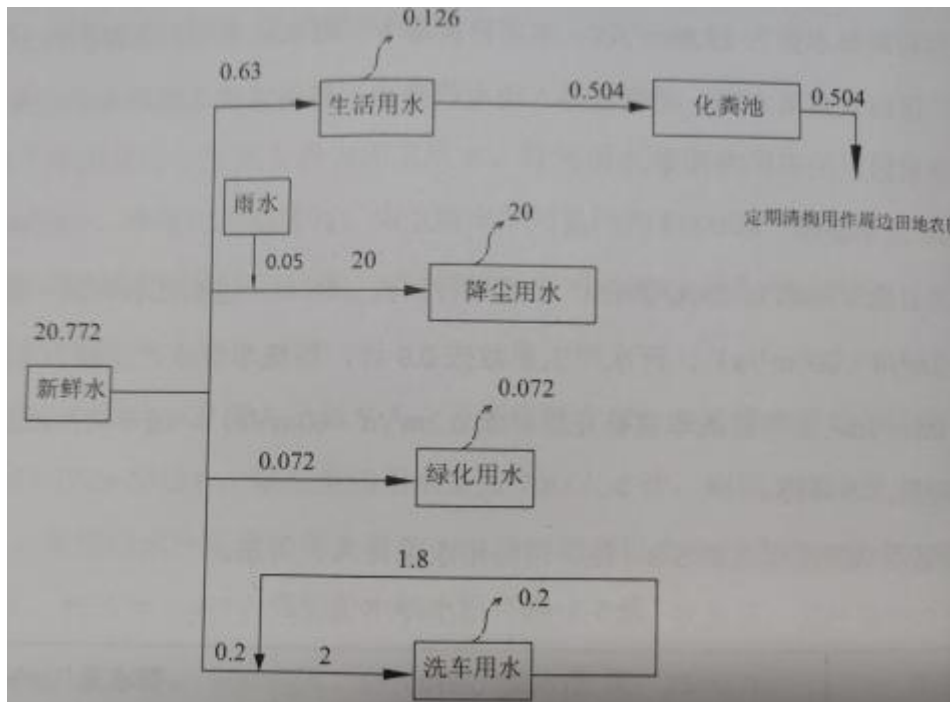 0.126
0.63
生活用水
0.504
化粪池
0.504
雨水
20
定期清掏用作周边田地农
0.05
20
降尘用水
20.772
新鲜水
0.072
0.072
绿化用水
1.8
0.2
0.2
2
洗车用水